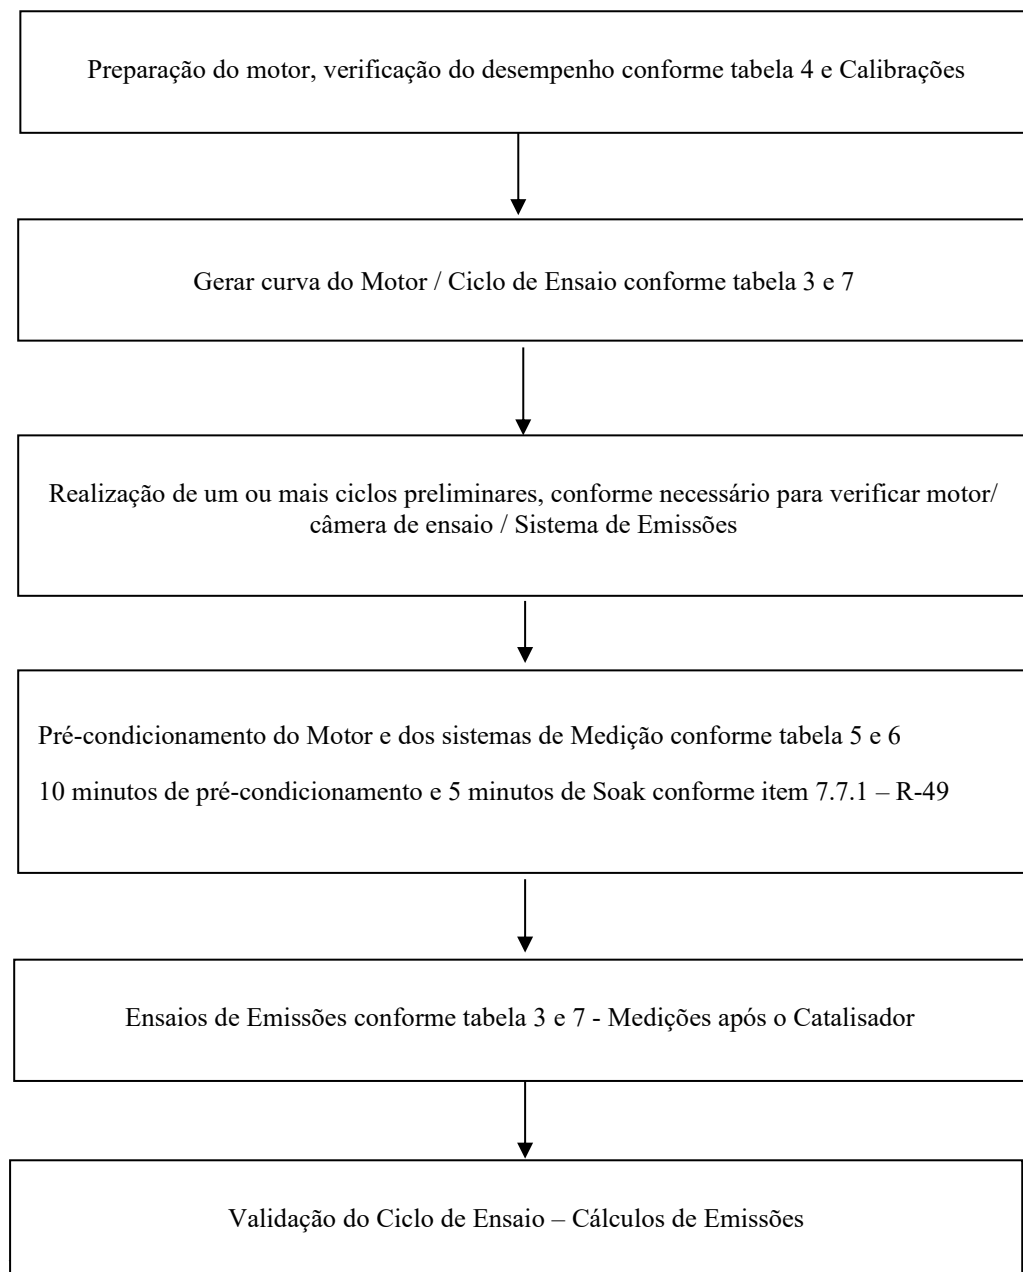 Preparação do motor, verificação do desempenho conforme tabela 4 e Calibrações
Gerar curva do Motor / Ciclo de Ensaio conforme tabela 3 e 7
Realização de um ou mais ciclos preliminares, conforme necessário para verificar motor/
câmera de ensaio / Sistema de Emissões
Pré-condicionamento do Motor e dos sistemas de Medição conforme tabela 5 e 6
10 minutos de pré-condicionamento e 5 minutos de Soak conforme item 7.7.1 – R-49
Ensaios de Emissões conforme tabela 3 e 7 - Medições após o Catalisador
Validação do Ciclo de Ensaio – Cálculos de Emissões